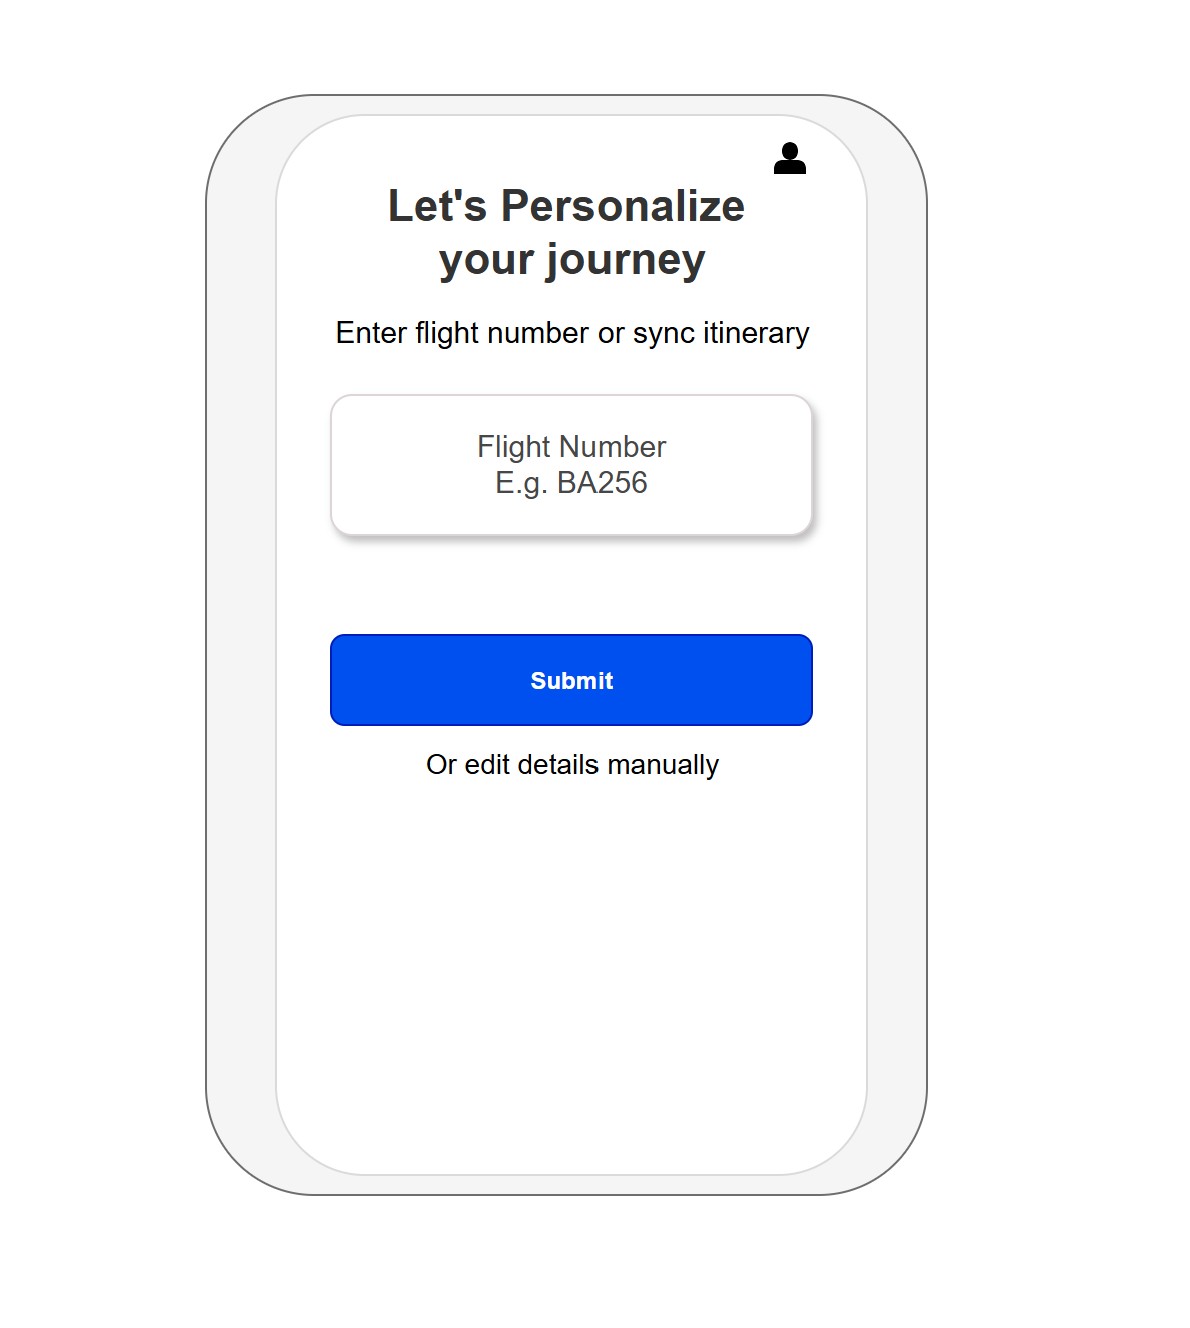 Let's Personalize
your journey
Enter flight number or sync itinerary
Flight Number
E.g. BA256
Submit
Or edit details manually